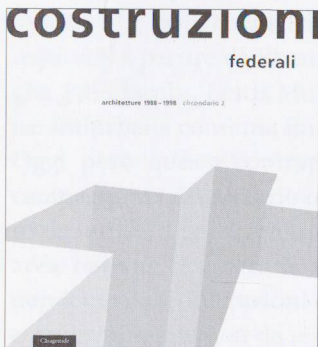 costruzioni
federali
architetture 1988–1998 circondario 2